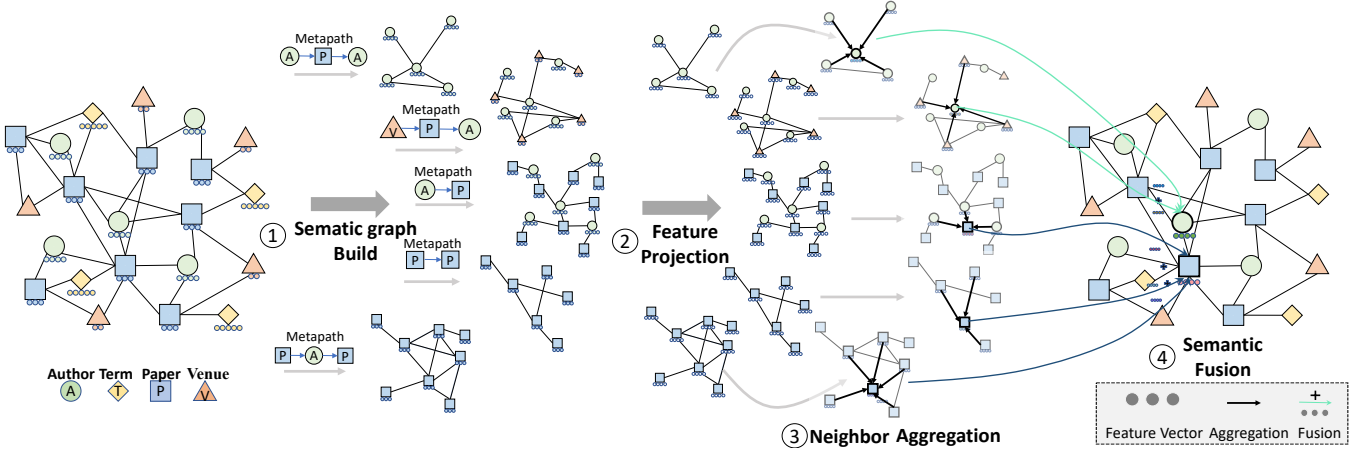 Metapath
A P A
Metapath
V P A
Metapath
A P
Metapath
P P
Metapath
P A P
① Sematic graph
Build
② Feature
Projection
③ Neighbor Aggregation
④ Semantic
Fusion
Author Term Paper Venue
A T P V
+
+
+
+
Feature Vector Aggregation Fusion